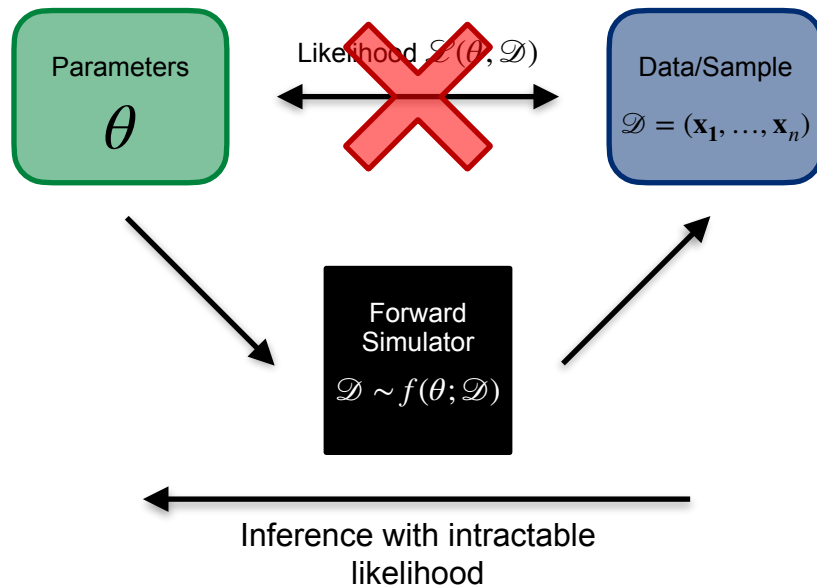 Parameters
θ
Likelihood ℒ(θ; 𝒟)
Data/Sample
𝒟 = (x₁, …, xₙ)
Forward
Simulator
𝒟 ∼ f(θ; 𝒟)
Inference with intractable
likelihood